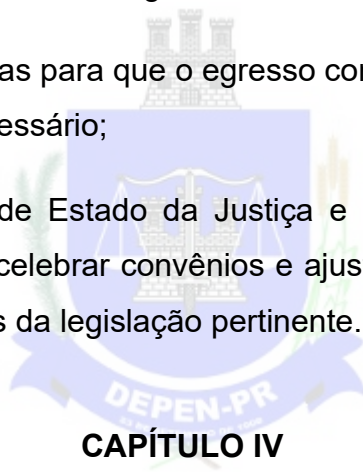 as para que o egresso cor
essário;
de Estado da Justiça e
celebrar convênios e ajus
s da legislação pertinente.
DEPEN-PR
CAPÍTULO IV